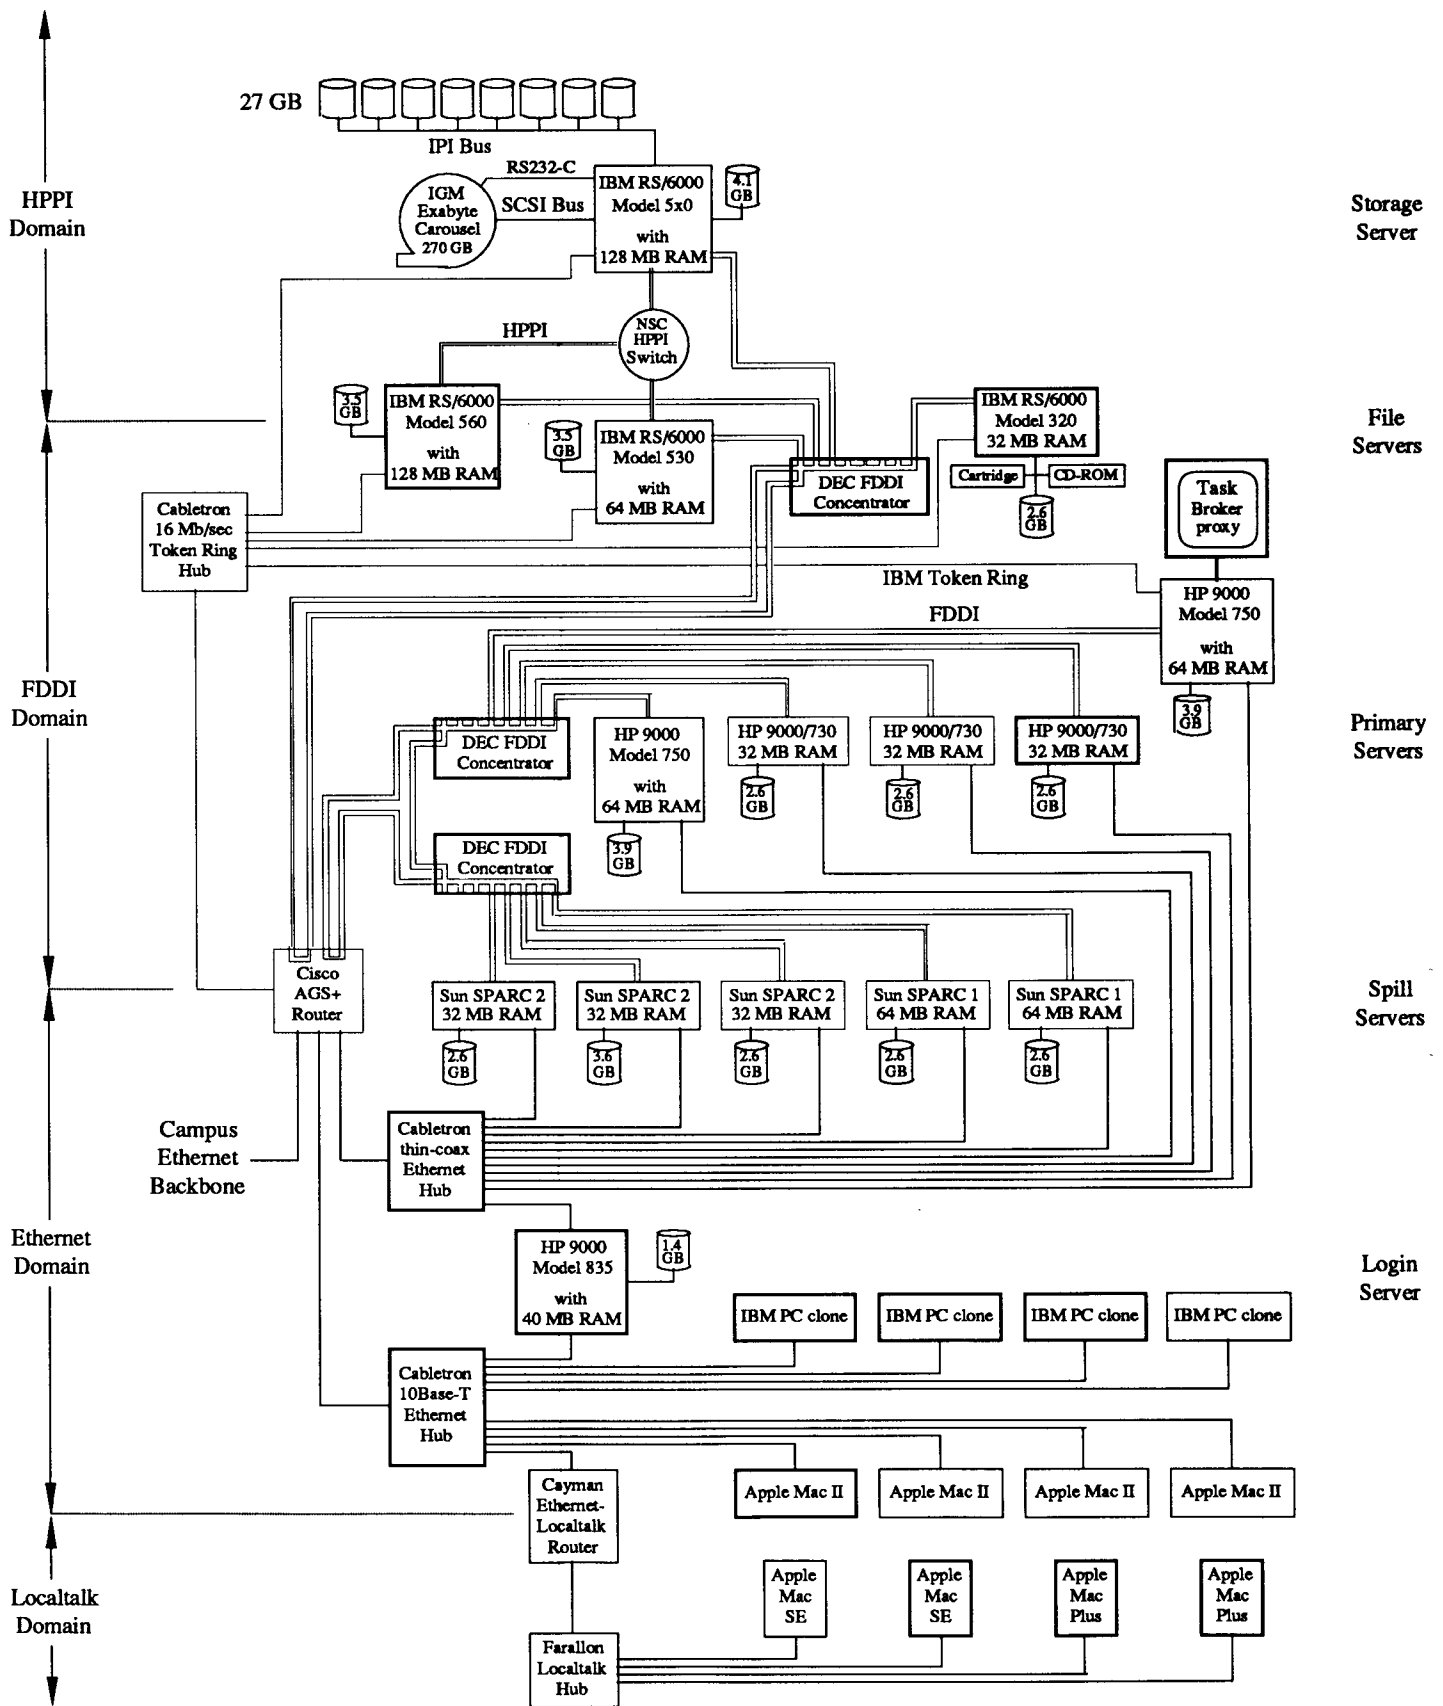 27 GB
IPI Bus
RS232-C
IBM RS/6000
Model 5x0
with
128 MB RAM
4.1
GB
IGM
Exabyte
Carousel
270 GB
SCSI Bus
HPPI
Domain
Storage
Server
NSC
HPPI
Switch
HPPI
3.5
GB
IBM RS/6000
Model 560
with
128 MB RAM
3.5
GB
IBM RS/6000
Model 530
with
64 MB RAM
IBM RS/6000
Model 320
32 MB RAM
File
Servers
DEC FDDI
Concentrator
Cartridge
CD-ROM
2.6
GB
Task
Broker
proxy
Cabletron
16 Mb/sec
Token Ring
Hub
IBM Token Ring
FDDI
HP 9000
Model 750
with
64 MB RAM
3.9
GB
FDDI
Domain
Primary
Servers
DEC FDDI
Concentrator
HP 9000
Model 750
with
64 MB RAM
3.9
GB
HP 9000/730
32 MB RAM
2.6
GB
HP 9000/730
32 MB RAM
2.6
GB
HP 9000/730
32 MB RAM
2.6
GB
DEC FDDI
Concentrator
Cisco
AGS+
Router
Sun SPARC 2
32 MB RAM
2.6
GB
Sun SPARC 2
32 MB RAM
3.6
GB
Sun SPARC 2
32 MB RAM
2.6
GB
Sun SPARC 1
64 MB RAM
2.6
GB
Sun SPARC 1
64 MB RAM
2.6
GB
Spill
Servers
Campus
Ethernet
Backbone
Cabletron
thin-coax
Ethernet
Hub
Ethernet
Domain
HP 9000
Model 835
with
40 MB RAM
1.4
GB
Login
Server
IBM PC clone
IBM PC clone
IBM PC clone
IBM PC clone
Cabletron
10Base-T
Ethernet
Hub
Cayman
Ethernet-
Localtalk
Router
Apple Mac II
Apple Mac II
Apple Mac II
Apple Mac II
Localtalk
Domain
Apple
Mac
SE
Apple
Mac
SE
Apple
Mac
Plus
Apple
Mac
Plus
Farallon
Localtalk
Hub